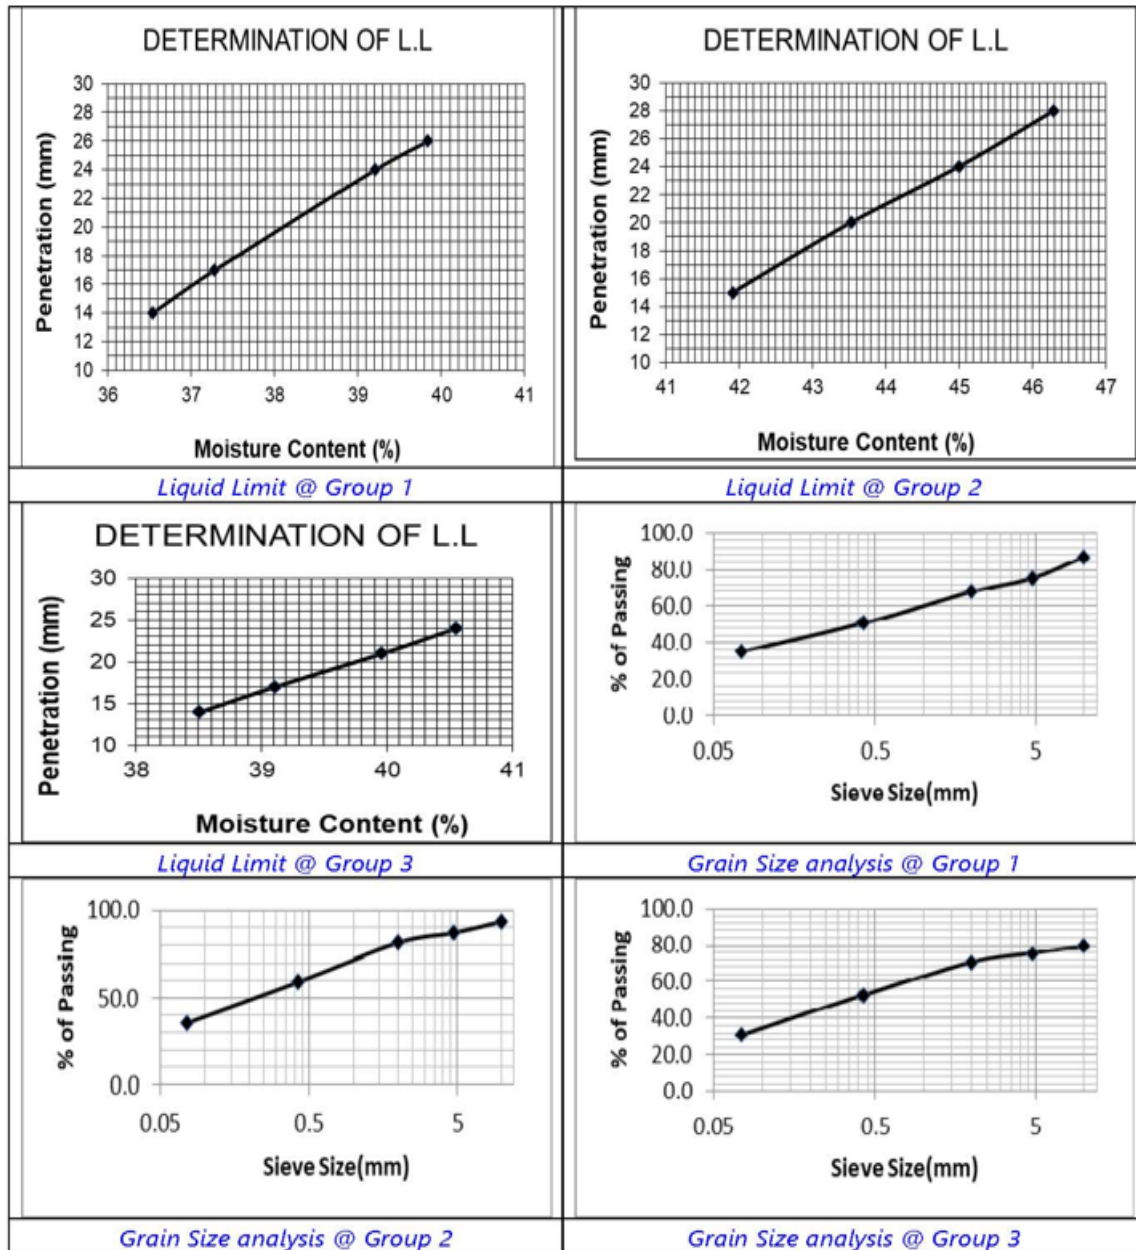 DETERMINATION OF L.L
Penetration (mm)
30
28
26
24
22
20
18
16
14
12
10
36 37 38 39 40 41
Moisture Content (%)
Liquid Limit @ Group 1
DETERMINATION OF L.L
Penetration (mm)
30
28
26
24
22
20
18
16
14
12
10
41 42 43 44 45 46 47
Moisture Content (%)
Liquid Limit @ Group 2
DETERMINATION OF L.L
Penetration (mm)
30
25
20
15
10
38 39 40 41
Moisture Content (%)
Liquid Limit @ Group 3
% of Passing
100.0
80.0
60.0
40.0
20.0
0.0
0.05 0.5 5
Sieve Size(mm)
Grain Size analysis @ Group 1
% of Passing
100.0
50.0
0.0
0.05 0.5 5
Sieve Size(mm)
Grain Size analysis @ Group 2
% of Passing
100.0
80.0
60.0
40.0
20.0
0.0
0.05 0.5 5
Sieve Size(mm)
Grain Size analysis @ Group 3